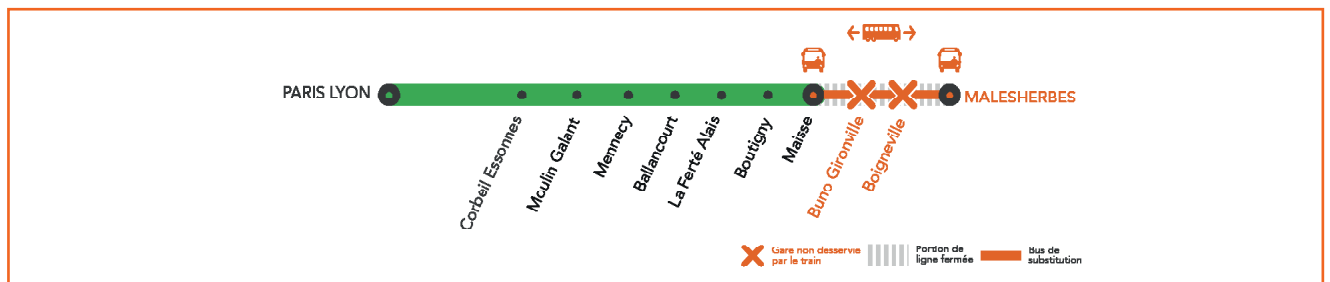 PARIS LYON
Corbeil Essonnes
Moulin Galant
Mennecy
Ballancourt
La Ferté Alais
Boutigny
Maisse
Buno Gironville
Boigneville
MALESHERBES
Gare non desservie
par le train
Portion de
ligne fermée
Bus de
substitution